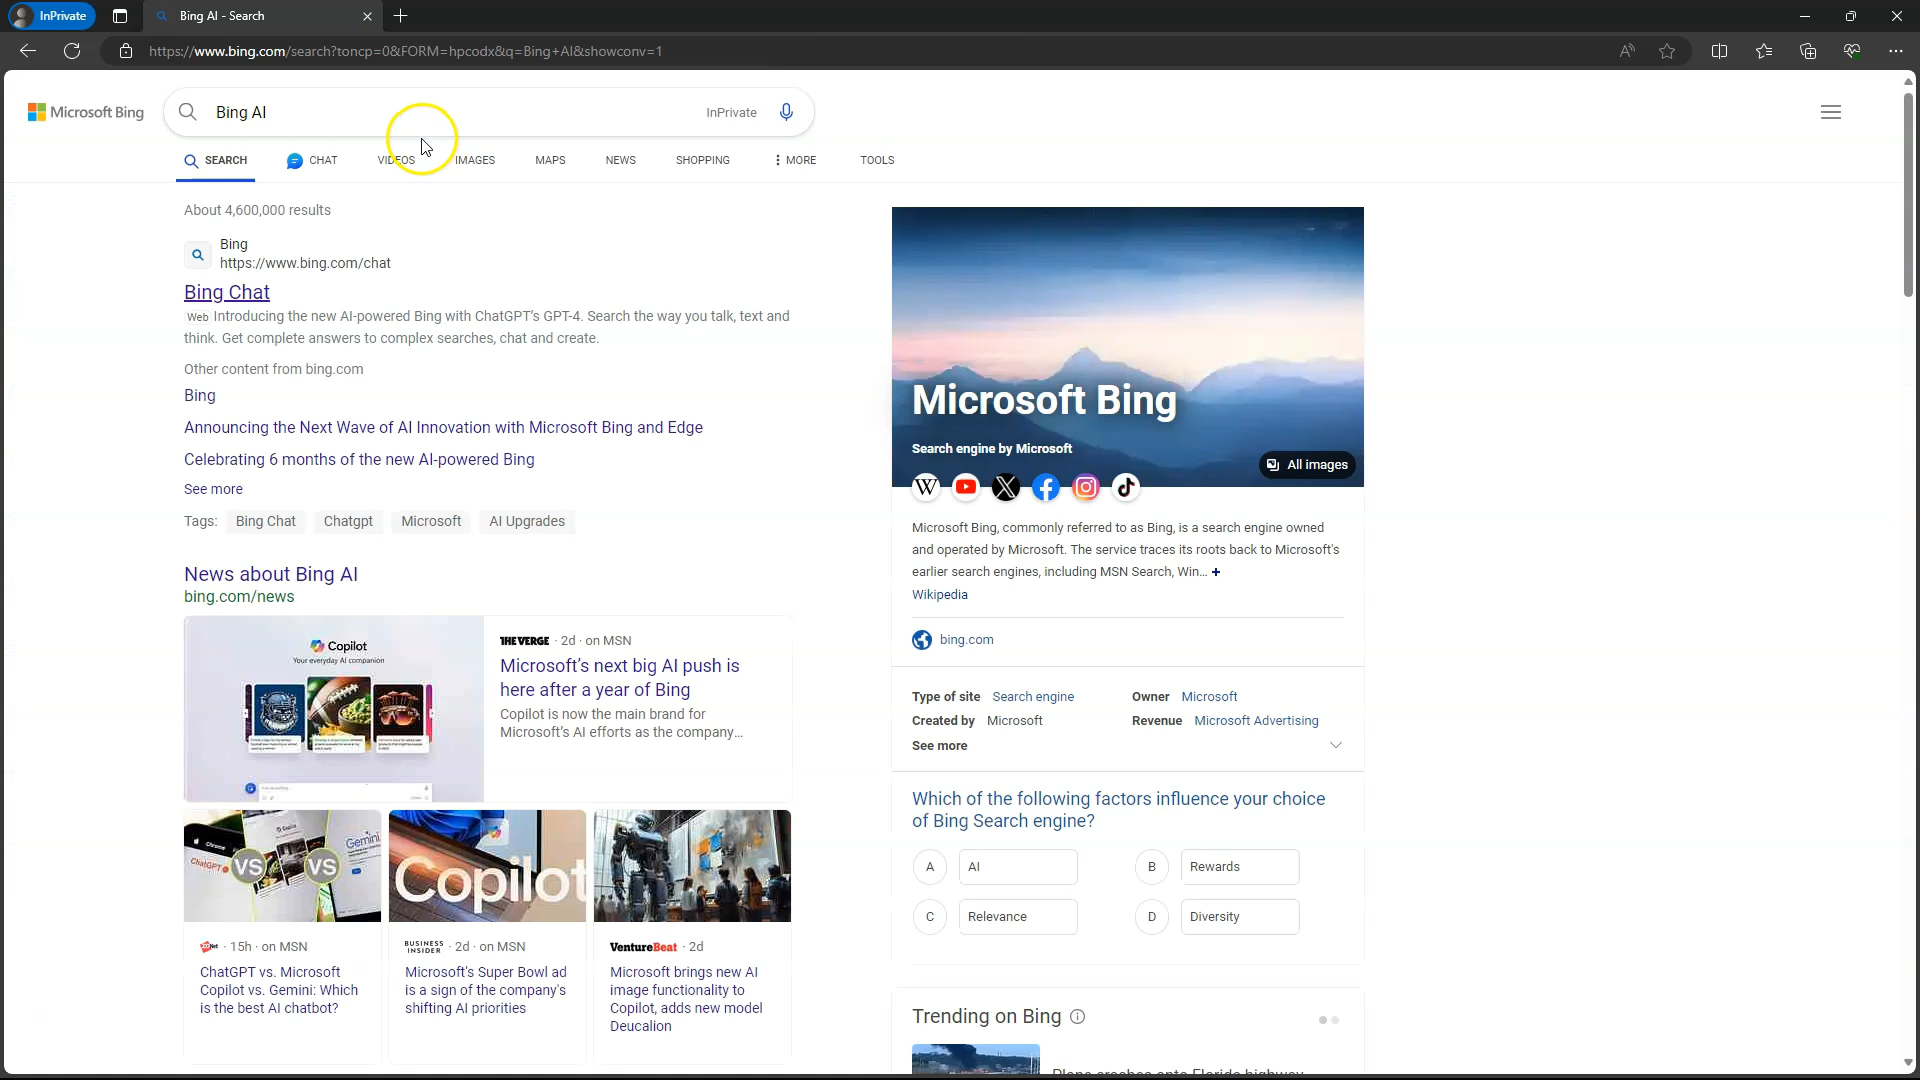 InPrivate
Bing AI - Search
https://www.bing.com/search?toncp=0&FORM=hpcodx&q=Bing+AI&showconv=1
Microsoft Bing
Bing AI
InPrivate
SEARCH
CHAT
VIDEOS
IMAGES
MAPS
NEWS
SHOPPING
MORE
TOOLS
About 4,600,000 results
Bing
https://www.bing.com/chat
Bing Chat
Web Introducing the new AI-powered Bing with ChatGPT's GPT-4. Search the way you talk, text and
think. Get complete answers to complex searches, chat and create.
Other content from bing.com
Bing
Announcing the Next Wave of AI Innovation with Microsoft Bing and Edge
Celebrating 6 months of the new AI-powered Bing
See more
Tags: Bing Chat Chatgpt Microsoft AI Upgrades
News about Bing AI
bing.com/news
Copilot
Your everyday AI companion
THE VERGE · 2d · on MSN
Microsoft's next big AI push is
here after a year of Bing
Copilot is now the main brand for
Microsoft's AI efforts as the company…
Chrome
ChatGPT
Copilot
Gemini
VS
VS
Copilot
ZDNet · 15h · on MSN
ChatGPT vs. Microsoft
Copilot vs. Gemini: Which
is the best AI chatbot?
BUSINESS
INSIDER · 2d · on MSN
Microsoft's Super Bowl ad
is a sign of the company's
shifting AI priorities
VentureBeat · 2d
Microsoft brings new AI
image functionality to
Copilot, adds new model
Deucalion
Microsoft Bing
Search engine by Microsoft
All images
Microsoft Bing, commonly referred to as Bing, is a search engine owned
and operated by Microsoft. The service traces its roots back to Microsoft's
earlier search engines, including MSN Search, Win… +
Wikipedia
bing.com
Type of site Search engine
Owner Microsoft
Created by Microsoft
Revenue Microsoft Advertising
See more
Which of the following factors influence your choice
of Bing Search engine?
A AI
B Rewards
C Relevance
D Diversity
Trending on Bing
Plane crashes onto Florida highway